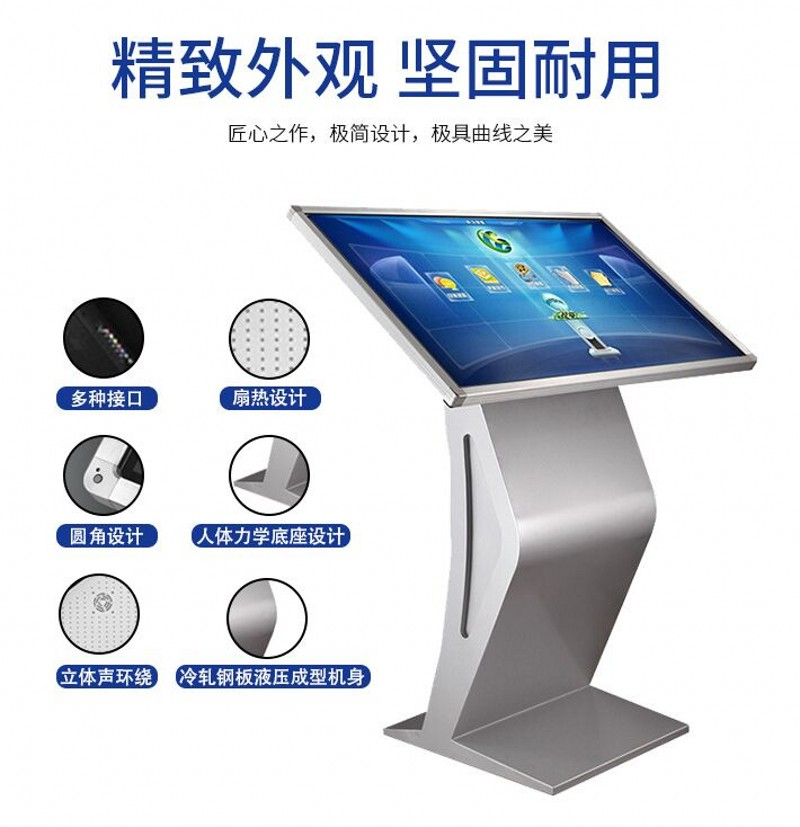 精致外观 坚固耐用
匠心之作，极简设计，极具曲线之美
多种接口
扇热设计
圆角设计
人体力学底座设计
立体声环绕
冷轧钢板液压成型机身